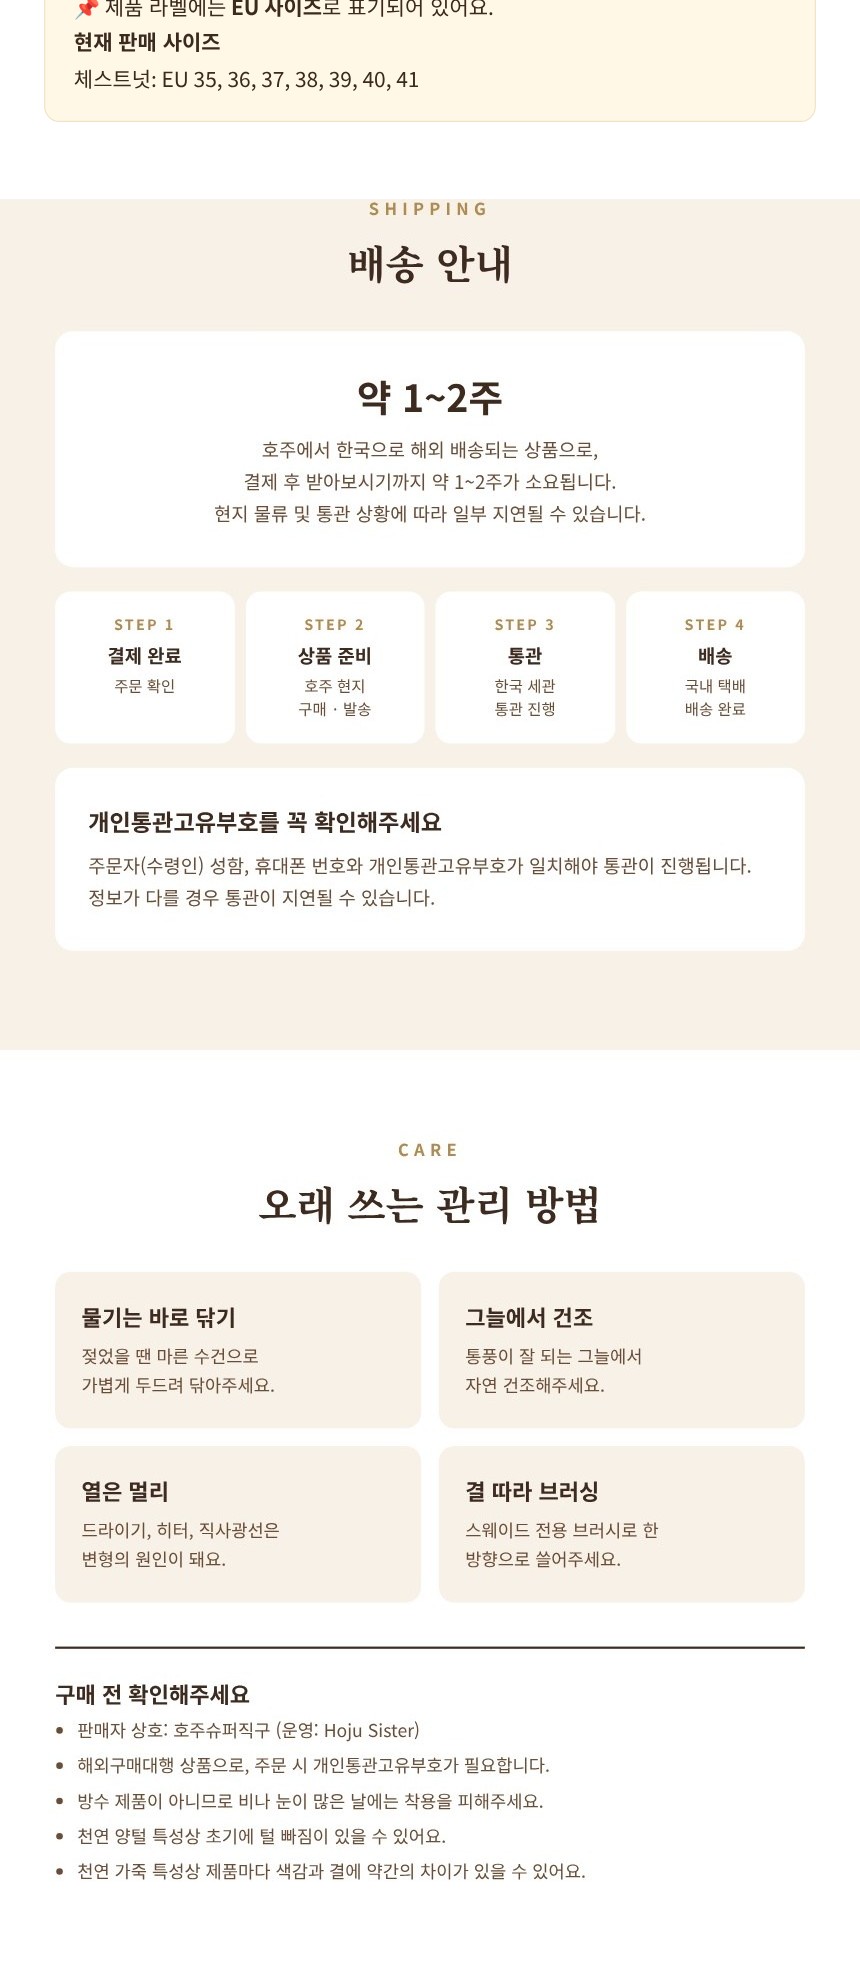 📌 제품 라벨에는 EU 사이즈로 표기되어 있어요.
현재 판매 사이즈
체스트넛: EU 35, 36, 37, 38, 39, 40, 41
SHIPPING
배송 안내
약 1~2주
호주에서 한국으로 해외 배송되는 상품으로,
결제 후 받아보시기까지 약 1~2주가 소요됩니다.
현지 물류 및 통관 상황에 따라 일부 지연될 수 있습니다.
STEP 1
결제 완료
주문 확인
STEP 2
상품 준비
호주 현지
구매 · 발송
STEP 3
통관
한국 세관
통관 진행
STEP 4
배송
국내 택배
배송 완료
개인통관고유부호를 꼭 확인해주세요
주문자(수령인) 성함, 휴대폰 번호와 개인통관고유부호가 일치해야 통관이 진행됩니다.
정보가 다를 경우 통관이 지연될 수 있습니다.
CARE
오래 쓰는 관리 방법
물기는 바로 닦기
젖었을 땐 마른 수건으로
가볍게 두드려 닦아주세요.
그늘에서 건조
통풍이 잘 되는 그늘에서
자연 건조해주세요.
열은 멀리
드라이기, 히터, 직사광선은
변형의 원인이 돼요.
결 따라 브러싱
스웨이드 전용 브러시로 한
방향으로 쓸어주세요.
구매 전 확인해주세요
• 판매자 상호: 호주슈퍼직구 (운영: Hoju Sister)
• 해외구매대행 상품으로, 주문 시 개인통관고유부호가 필요합니다.
• 방수 제품이 아니므로 비나 눈이 많은 날에는 착용을 피해주세요.
• 천연 양털 특성상 초기에 털 빠짐이 있을 수 있어요.
• 천연 가죽 특성상 제품마다 색감과 결에 약간의 차이가 있을 수 있어요.